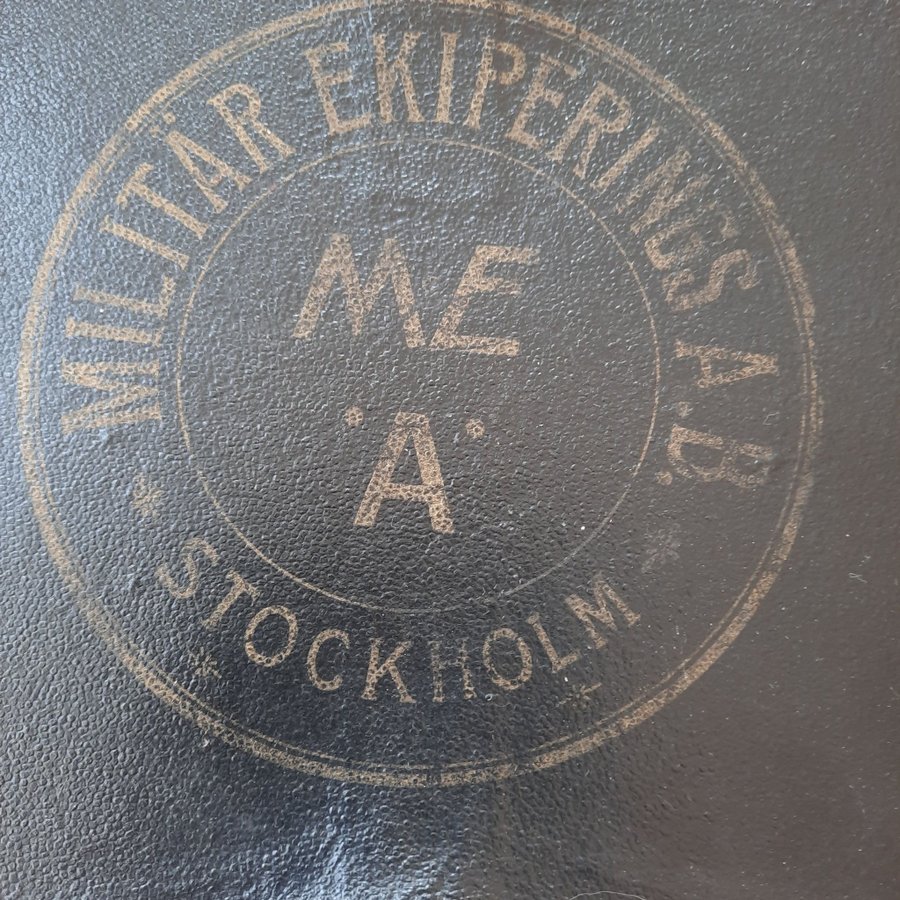 MILITÄR EKIPERINGS A.B.
ME
·A·
STOCKHOLM